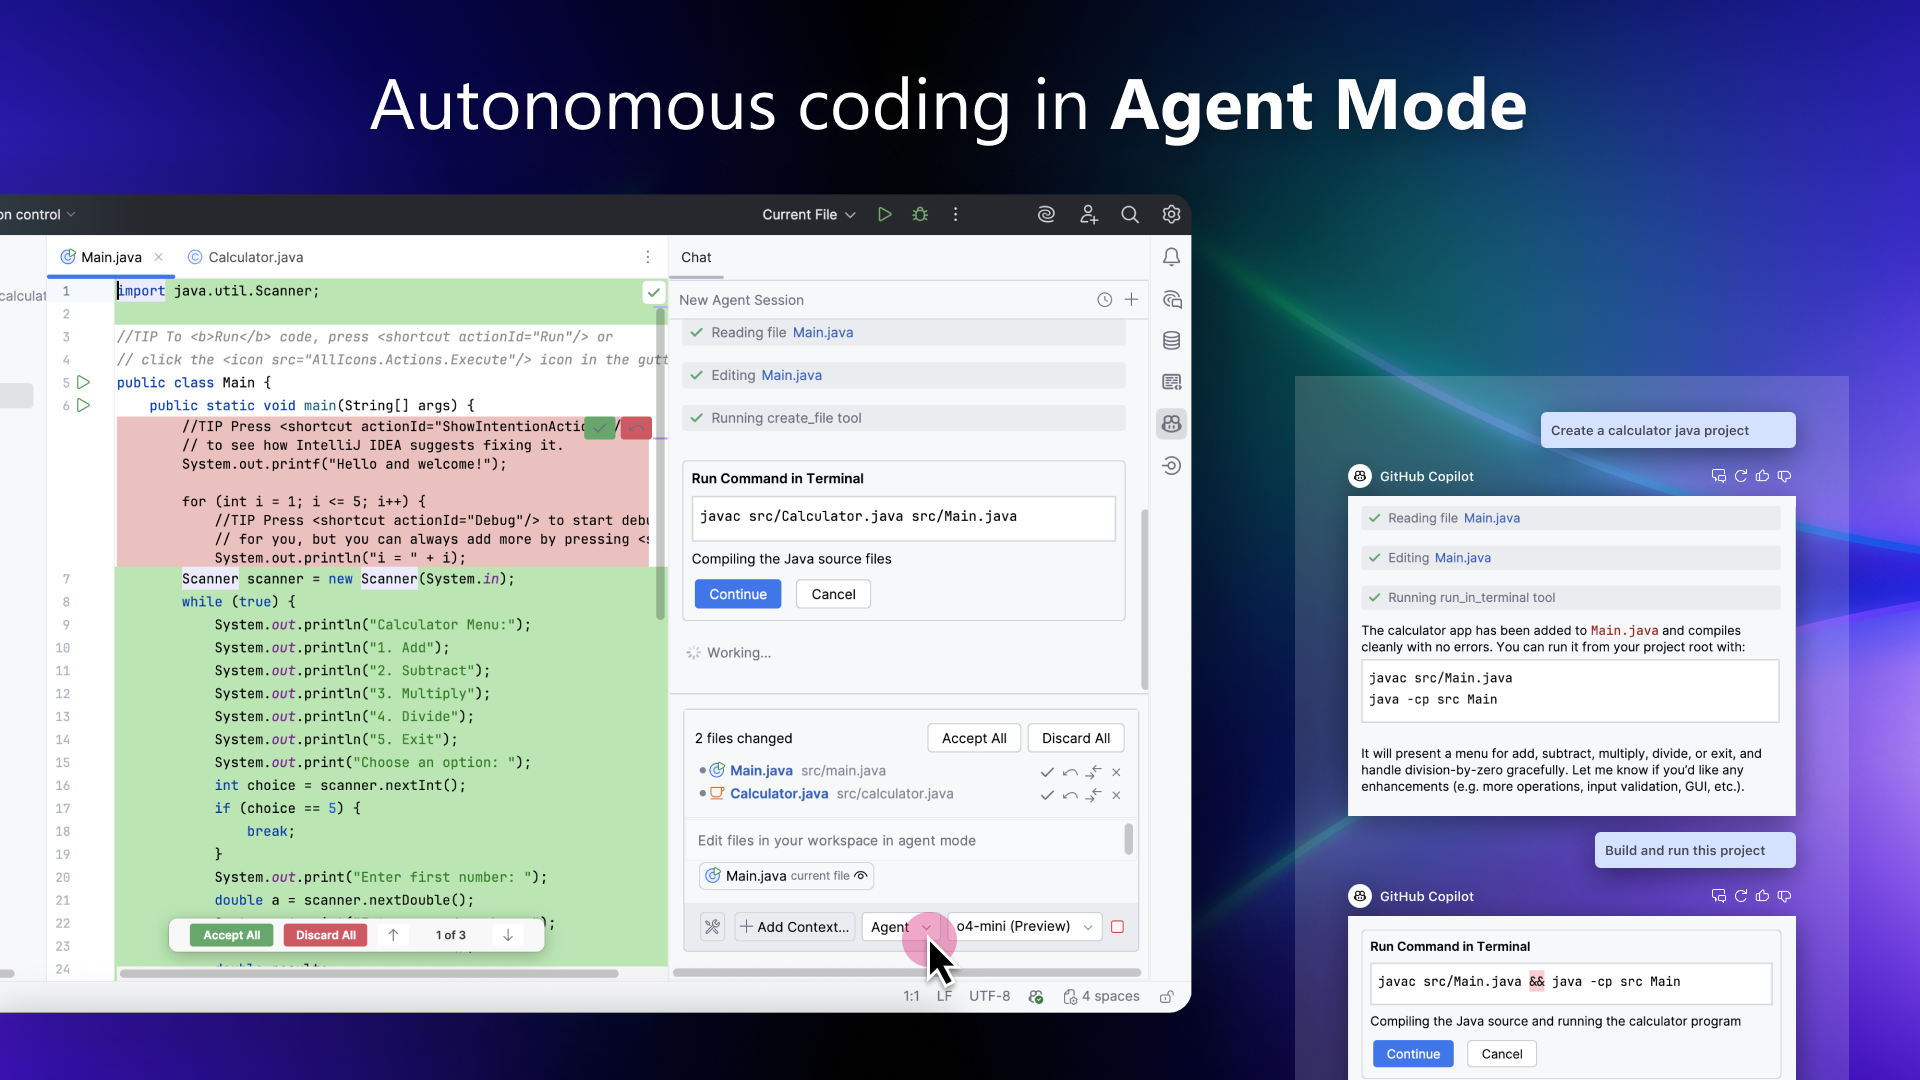 Autonomous coding in Agent Mode
on control
Current File
Main.java
Calculator.java
calculat
1 import java.util.Scanner;
2
3 //TIP To <b>Run</b> code, press <shortcut actionId="Run"/> or
4 // click the <icon src="AllIcons.Actions.Execute"/> icon in the gutt
5 public class Main {
6 public static void main(String[] args) {
//TIP Press <shortcut actionId="ShowIntentionActio
// to see how IntelliJ IDEA suggests fixing it.
System.out.printf("Hello and welcome!");
for (int i = 1; i <= 5; i++) {
//TIP Press <shortcut actionId="Debug"/> to start debu
// for you, but you can always add more by pressing <s
System.out.println("i = " + i);
7 Scanner scanner = new Scanner(System.in);
8 while (true) {
9 System.out.println("Calculator Menu:");
10 System.out.println("1. Add");
11 System.out.println("2. Subtract");
12 System.out.println("3. Multiply");
13 System.out.println("4. Divide");
14 System.out.println("5. Exit");
15 System.out.print("Choose an option: ");
16 int choice = scanner.nextInt();
17 if (choice == 5) {
18 break;
19 }
20 System.out.print("Enter first number: ");
21 double a = scanner.nextDouble();
22 );
23
24
Accept All
Discard All
1 of 3
Chat
New Agent Session
Reading file Main.java
Editing Main.java
Running create_file tool
Run Command in Terminal
javac src/Calculator.java src/Main.java
Compiling the Java source files
Continue
Cancel
Working...
2 files changed
Accept All
Discard All
Main.java src/main.java
Calculator.java src/calculator.java
Edit files in your workspace in agent mode
Main.java current file
Add Context...
Agent
o4-mini (Preview)
1:1 LF UTF-8 4 spaces
Create a calculator java project
GitHub Copilot
Reading file Main.java
Editing Main.java
Running run_in_terminal tool
The calculator app has been added to Main.java and compiles
cleanly with no errors. You can run it from your project root with:
javac src/Main.java
java -cp src Main
It will present a menu for add, subtract, multiply, divide, or exit, and
handle division-by-zero gracefully. Let me know if you'd like any
enhancements (e.g. more operations, input validation, GUI, etc.).
Build and run this project
GitHub Copilot
Run Command in Terminal
javac src/Main.java && java -cp src Main
Compiling the Java source and running the calculator program
Continue
Cancel